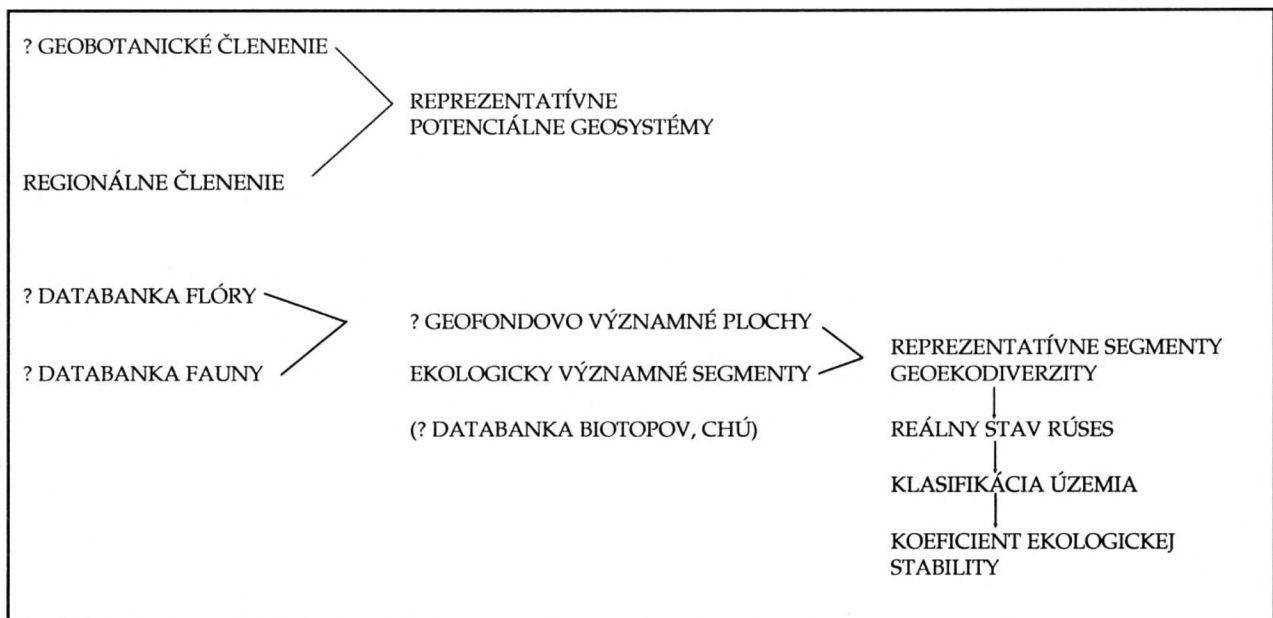 ? GEOBOTANICKÉ ČLENENIE
REPREZENTATÍVNE
POTENCIÁLNE GEOSYSTÉMY
REGIONÁLNE ČLENENIE
? DATABANKA FLÓRY
? DATABANKA FAUNY
? GEOFONDOVO VÝZNAMNÉ PLOCHY
EKOLOGICKY VÝZNAMNÉ SEGMENTY
(? DATABANKA BIOTOPOV, CHÚ)
REPREZENTATÍVNE SEGMENTY
GEOEKODIVERZITY
REÁLNY STAV RÚSES
KLASIFIKÁCIA ÚZEMIA
KOEFICIENT EKOLOGICKEJ
STABILITY